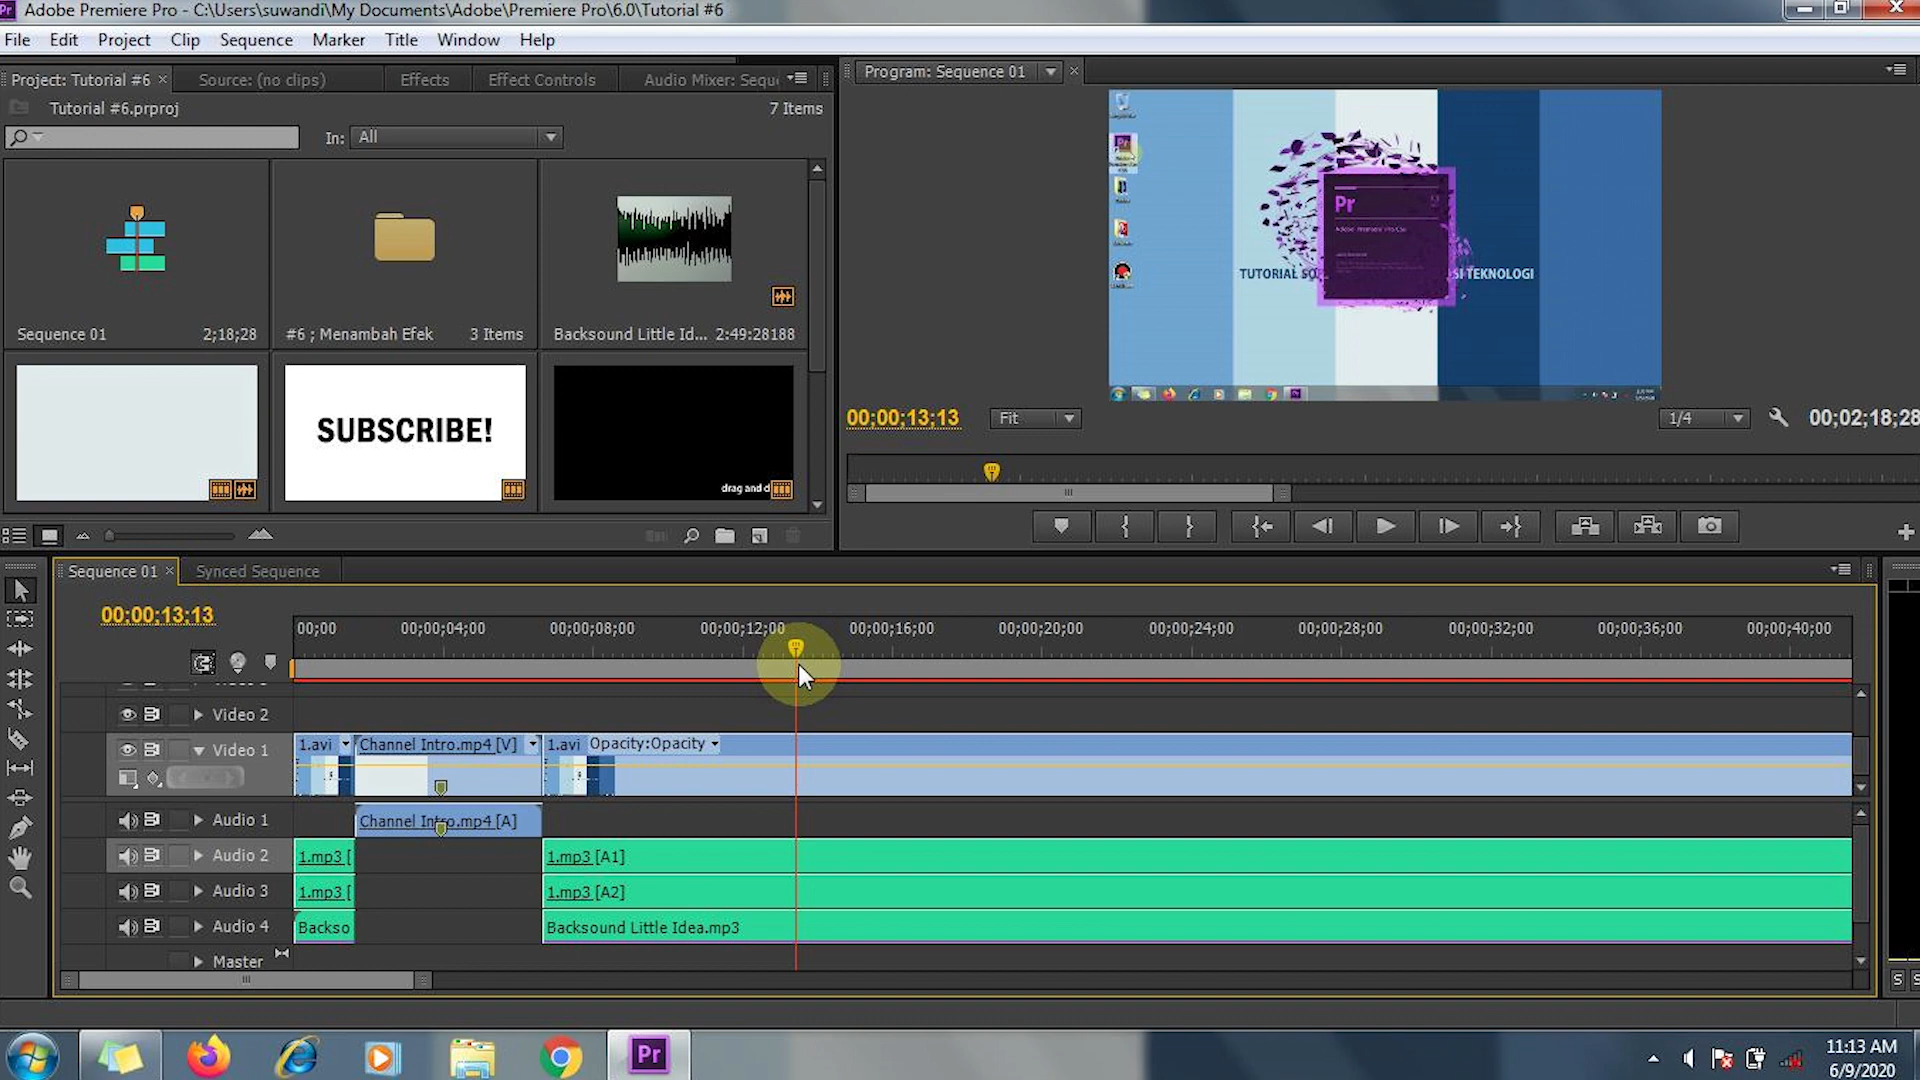 Adobe Premiere Pro - C:\Users\suwandi\My Documents\Adobe\Premiere Pro\6.0\Tutorial #6
File Edit Project Clip Sequence Marker Title Window Help
Project: Tutorial #6 Source: (no clips) Effects Effect Controls Audio Mixer: Sequ
Tutorial #6.prproj 7 Items
In: All
Sequence 01 2;18;28
#6 ; Menambah Efek 3 Items
Backsound Little Id... 2:49:28188
SUBSCRIBE!
drag and d
Program: Sequence 01
Pr
Adobe Premiere Pro CS6
TUTORIAL SO SI TEKNOLOGI
00;00;13;13 Fit 1/4 00;02;18;28
Sequence 01 Synced Sequence
00;00;13;13
00;00 00;00;04;00 00;00;08;00 00;00;12;00 00;00;16;00 00;00;20;00 00;00;24;00 00;00;28;00 00;00;32;00 00;00;36;00 00;00;40;00
Video 2
Video 1 1.avi Channel Intro.mp4 [V] 1.avi Opacity:Opacity
Audio 1 Channel Intro.mp4 [A]
Audio 2 1.mp3 [ 1.mp3 [A1]
Audio 3 1.mp3 [ 1.mp3 [A2]
Audio 4 Backso Backsound Little Idea.mp3
Master
S S
Pr
11:13 AM
6/9/2020